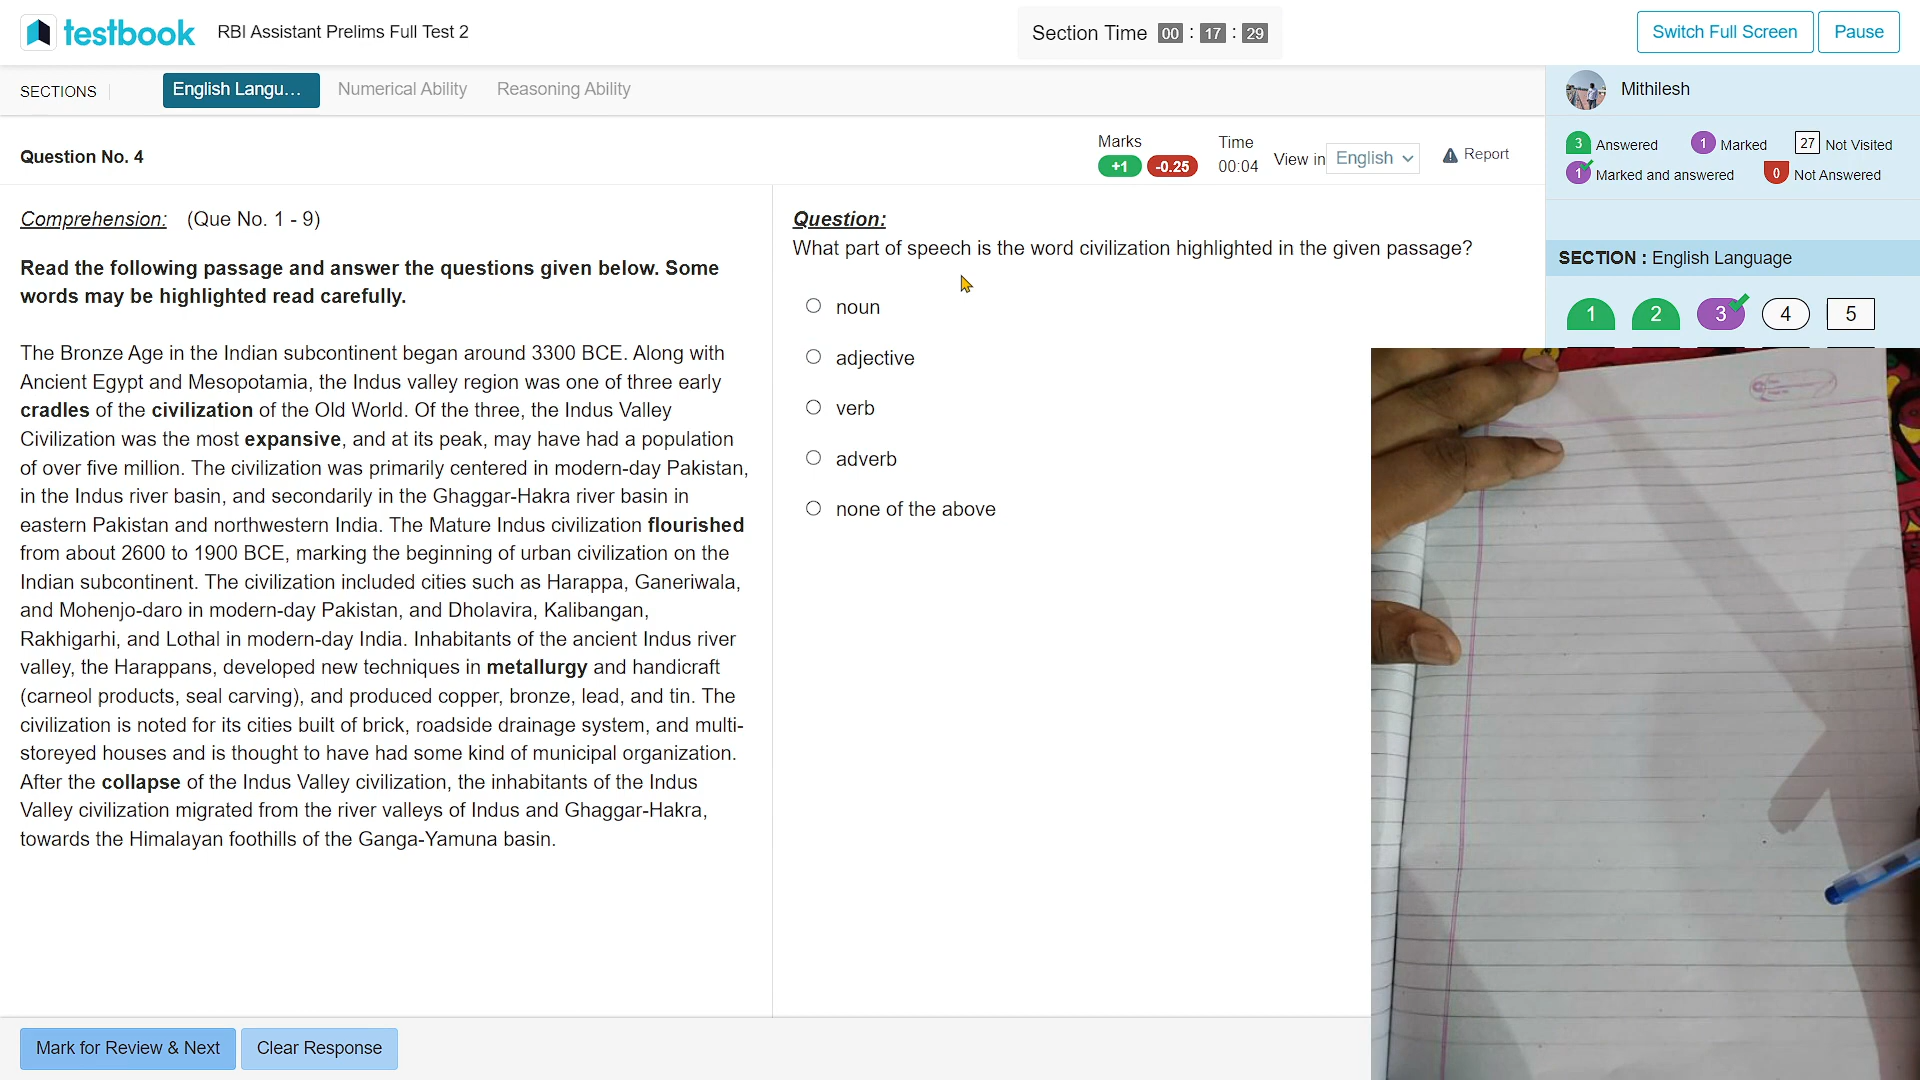 testbook RBI Assistant Prelims Full Test 2 Section Time 00 : 17 : 29 Switch Full Screen Pause
SECTIONS English Langu... Numerical Ability Reasoning Ability
Mithilesh
Question No. 4
Marks
+1 -0.25
Time
00:04
View in English
Report
3 Answered 1 Marked 27 Not Visited
1 Marked and answered 0 Not Answered
Comprehension: (Que No. 1 - 9)
Read the following passage and answer the questions given below. Some
words may be highlighted read carefully.
The Bronze Age in the Indian subcontinent began around 3300 BCE. Along with
Ancient Egypt and Mesopotamia, the Indus valley region was one of three early
cradles of the civilization of the Old World. Of the three, the Indus Valley
Civilization was the most expansive, and at its peak, may have had a population
of over five million. The civilization was primarily centered in modern-day Pakistan,
in the Indus river basin, and secondarily in the Ghaggar-Hakra river basin in
eastern Pakistan and northwestern India. The Mature Indus civilization flourished
from about 2600 to 1900 BCE, marking the beginning of urban civilization on the
Indian subcontinent. The civilization included cities such as Harappa, Ganeriwala,
and Mohenjo-daro in modern-day Pakistan, and Dholavira, Kalibangan,
Rakhigarhi, and Lothal in modern-day India. Inhabitants of the ancient Indus river
valley, the Harappans, developed new techniques in metallurgy and handicraft
(carneol products, seal carving), and produced copper, bronze, lead, and tin. The
civilization is noted for its cities built of brick, roadside drainage system, and multi-
storeyed houses and is thought to have had some kind of municipal organization.
After the collapse of the Indus Valley civilization, the inhabitants of the Indus
Valley civilization migrated from the river valleys of Indus and Ghaggar-Hakra,
towards the Himalayan foothills of the Ganga-Yamuna basin.
Question:
What part of speech is the word civilization highlighted in the given passage?
noun
adjective
verb
adverb
none of the above
SECTION : English Language
1 2 3 4 5
Mark for Review & Next Clear Response